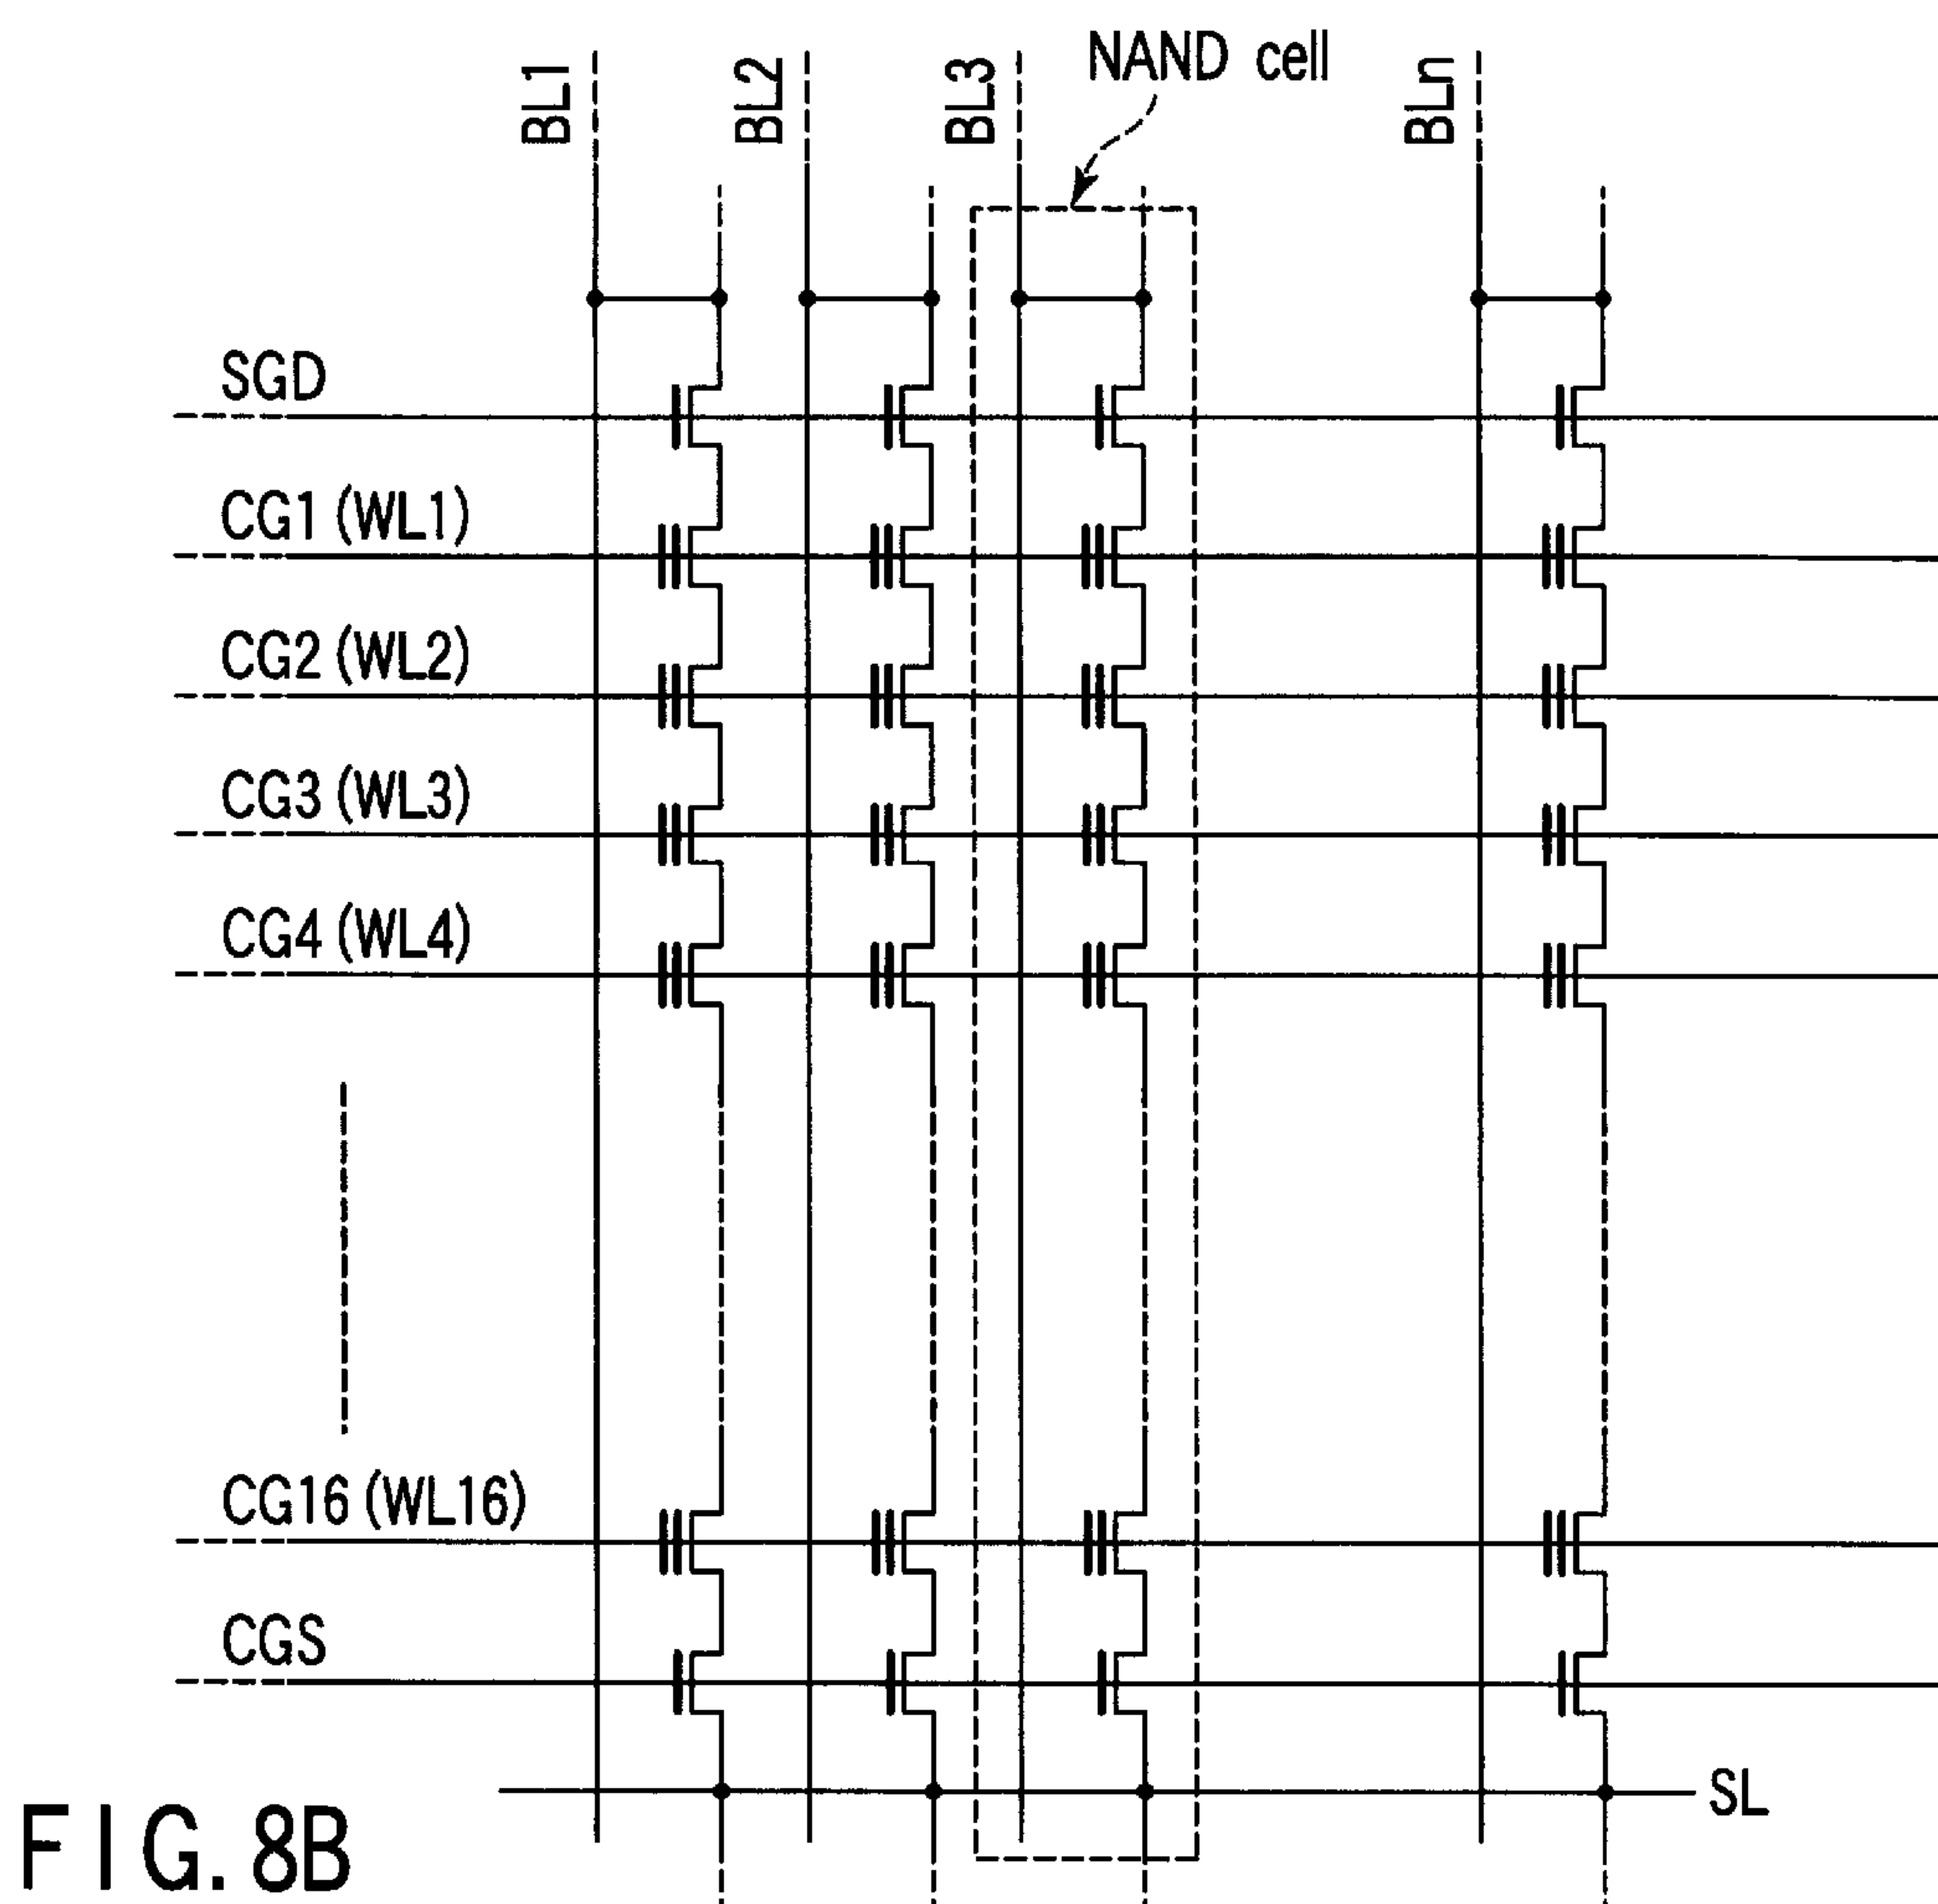 NAND cell
BL1
BL2
BL3
BLn
SGD
CG1 (WL1)
CG2 (WL2)
CG3 (WL3)
CG4 (WL4)
CG16 (WL16)
CGS
SL
FIG. 8B